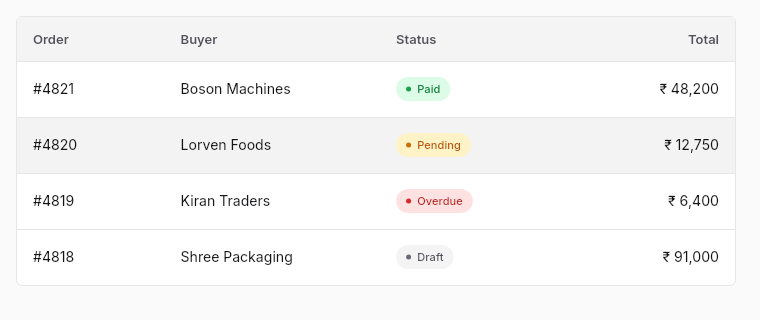 Order Buyer Status Total
#4821 Boson Machines Paid ₹ 48,200
#4820 Lorven Foods Pending ₹ 12,750
#4819 Kiran Traders Overdue ₹ 6,400
#4818 Shree Packaging Draft ₹ 91,000